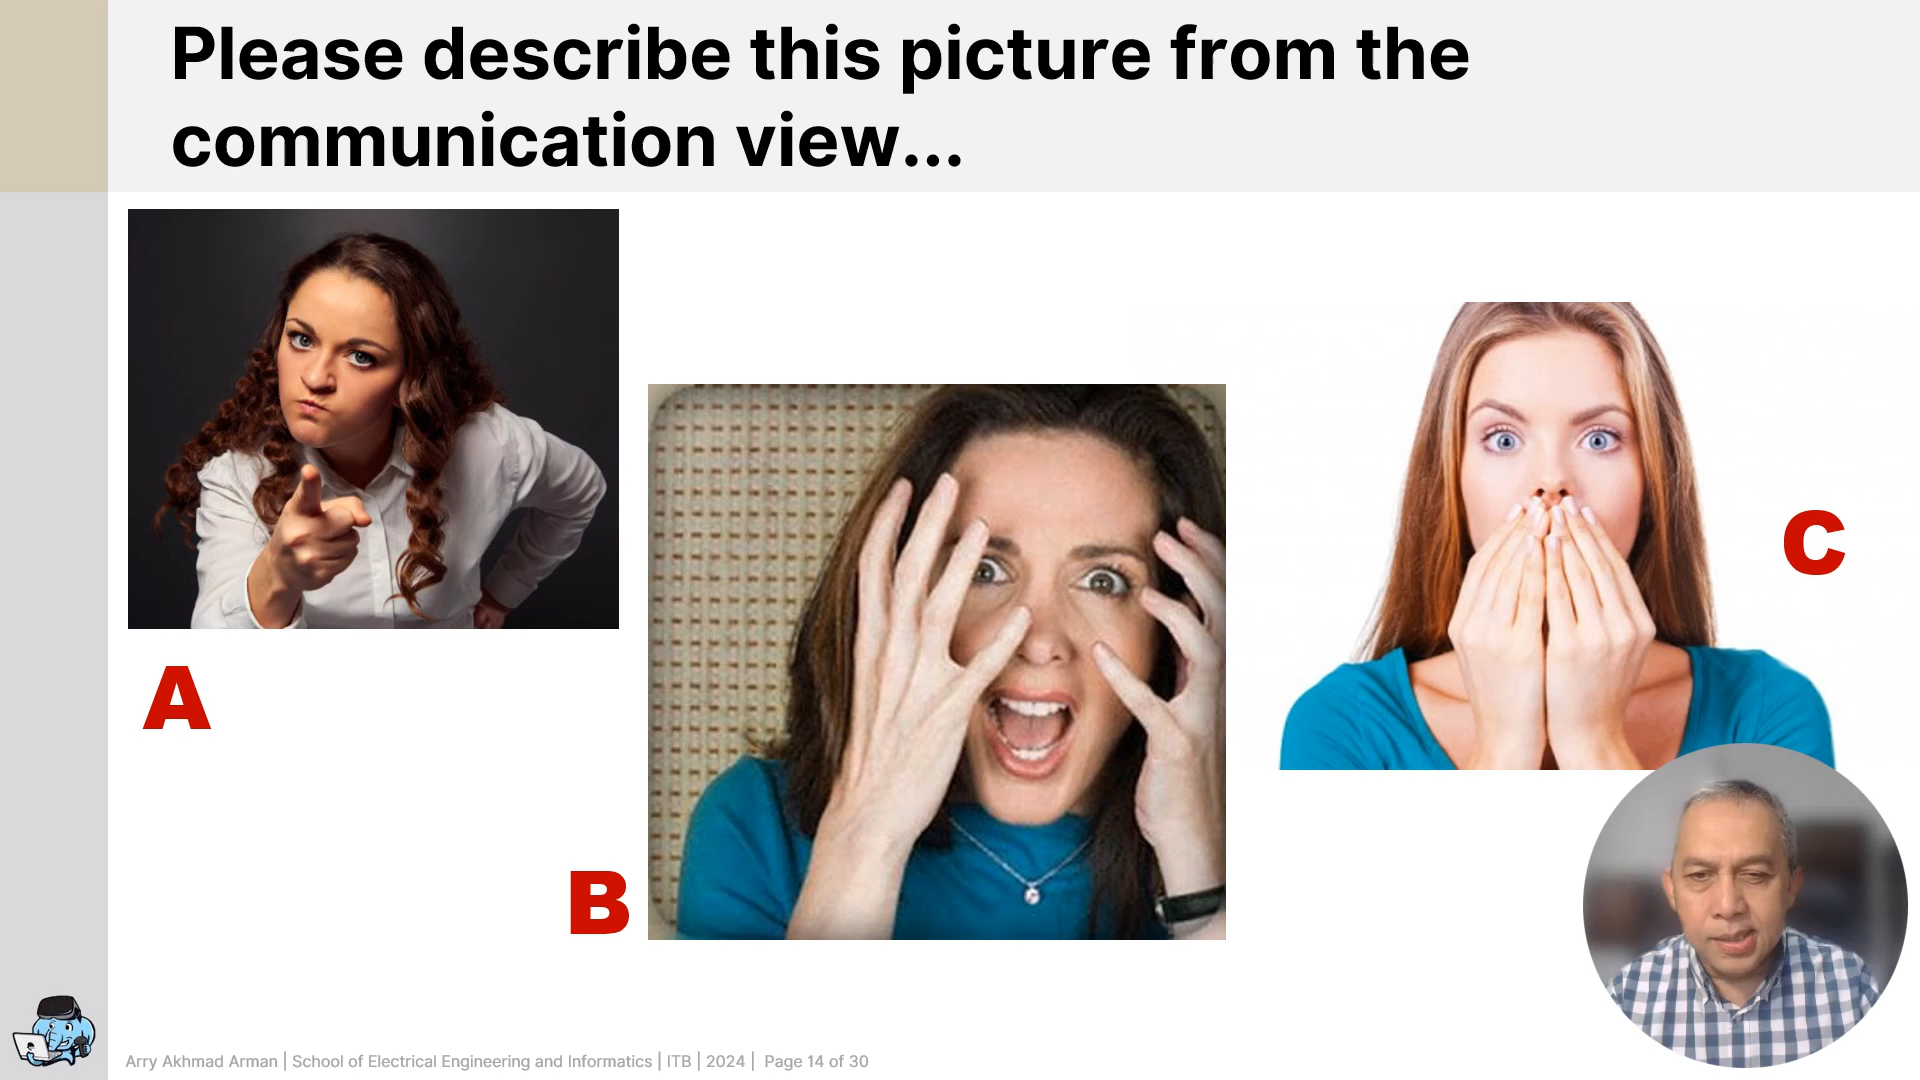 Please describe this picture from the
communication view...
A
B
C
Arry Akhmad Arman | School of Electrical Engineering and Informatics | ITB | 2024 | Page 14 of 30